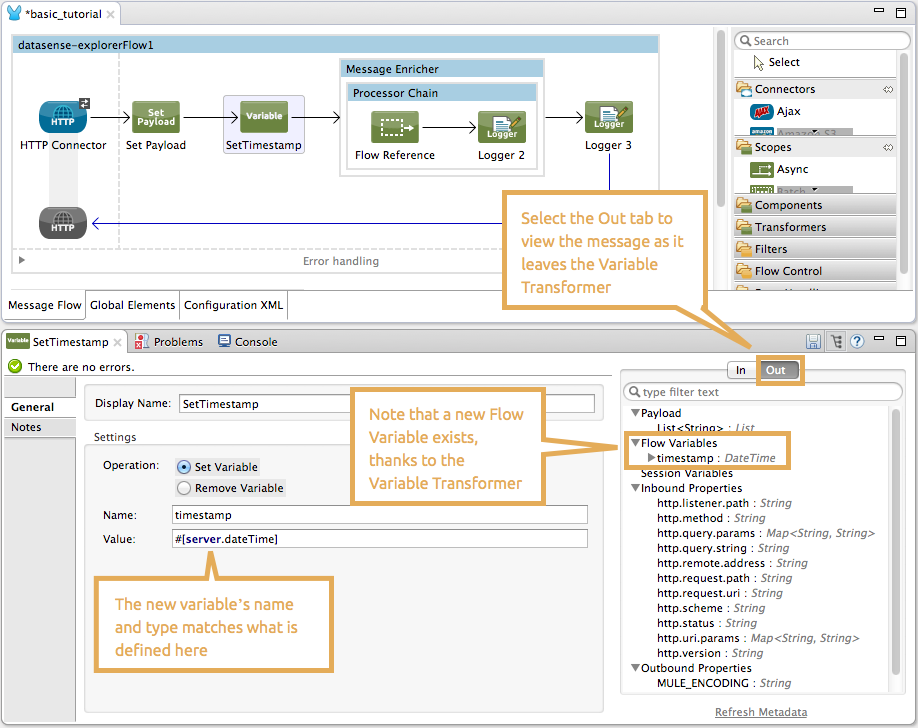 *basic_tutorial
datasense-explorerFlow1
Message Enricher
Processor Chain
HTTP
Set
Payload
Variable
Logger
Logger
HTTP Connector
Set Payload
SetTimestamp
Flow Reference
Logger 2
Logger 3
HTTP
Error handling
Message Flow
Global Elements
Configuration XML
Search
Select
Connectors
Ajax
Amazon S3
Scopes
Async
Batch
Components
Transformers
Filters
Flow Control
Select the Out tab to
view the message as it
leaves the Variable
Transformer
Variable
SetTimestamp
Problems
Console
There are no errors.
General
Notes
Display Name:
SetTimestamp
Settings
Operation:
Set Variable
Remove Variable
Name:
timestamp
Value:
#[server.dateTime]
Note that a new Flow
Variable exists,
thanks to the
Variable Transformer
The new variable's name
and type matches what is
defined here
In
Out
type filter text
Payload
List<String> : List
Flow Variables
timestamp : DateTime
Session Variables
Inbound Properties
http.listener.path : String
http.method : String
http.query.params : Map<String, String>
http.query.string : String
http.remote.address : String
http.request.path : String
http.request.uri : String
http.scheme : String
http.status : String
http.uri.params : Map<String, String>
http.version : String
Outbound Properties
MULE_ENCODING : String
Refresh Metadata